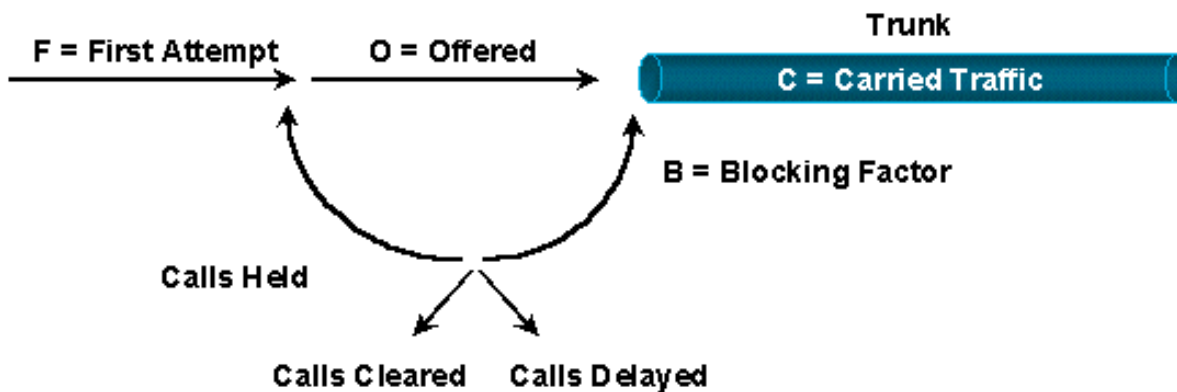 Trunk
F = First Attempt
O = Offered
C = Carried Traffic
B = Blocking Factor
Calls Held
Calls Cleared
Calls Delayed